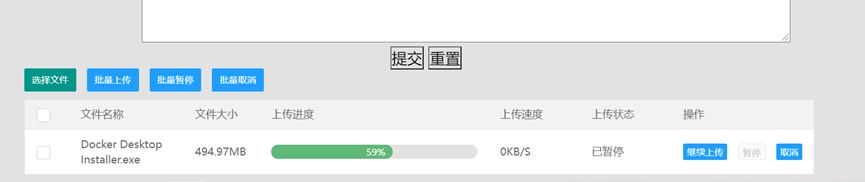 提交 重置
选择文件 批量上传 批量暂停 批量取消
文件名称 文件大小 上传进度 上传速度 上传状态 操作
Docker Desktop Installer.exe 494.97MB 59% 0KB/S 已暂停 继续上传 暂停 取消